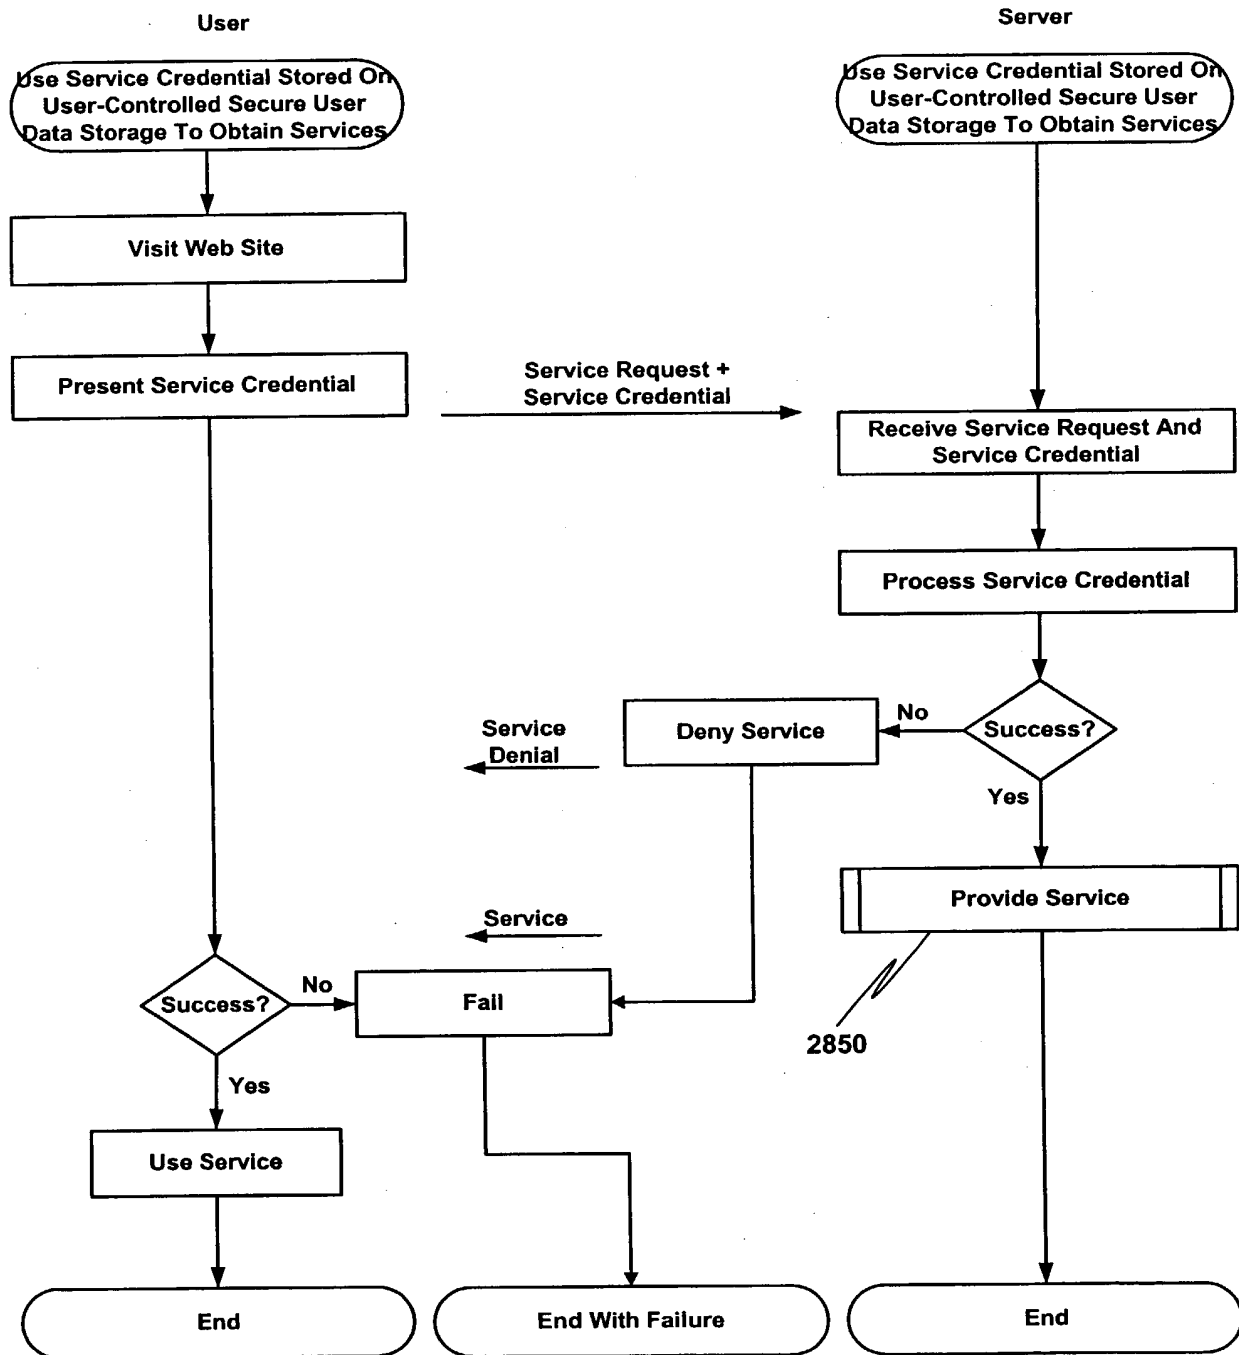 User
Server
Use Service Credential Stored On
User-Controlled Secure User
Data Storage To Obtain Services
Use Service Credential Stored On
User-Controlled Secure User
Data Storage To Obtain Services
Visit Web Site
Present Service Credential
Service Request +
Service Credential
Receive Service Request And
Service Credential
Process Service Credential
Success?
No
Deny Service
Service
Denial
Yes
Provide Service
2850
Service
Success?
No
Fail
Yes
Use Service
End
End With Failure
End